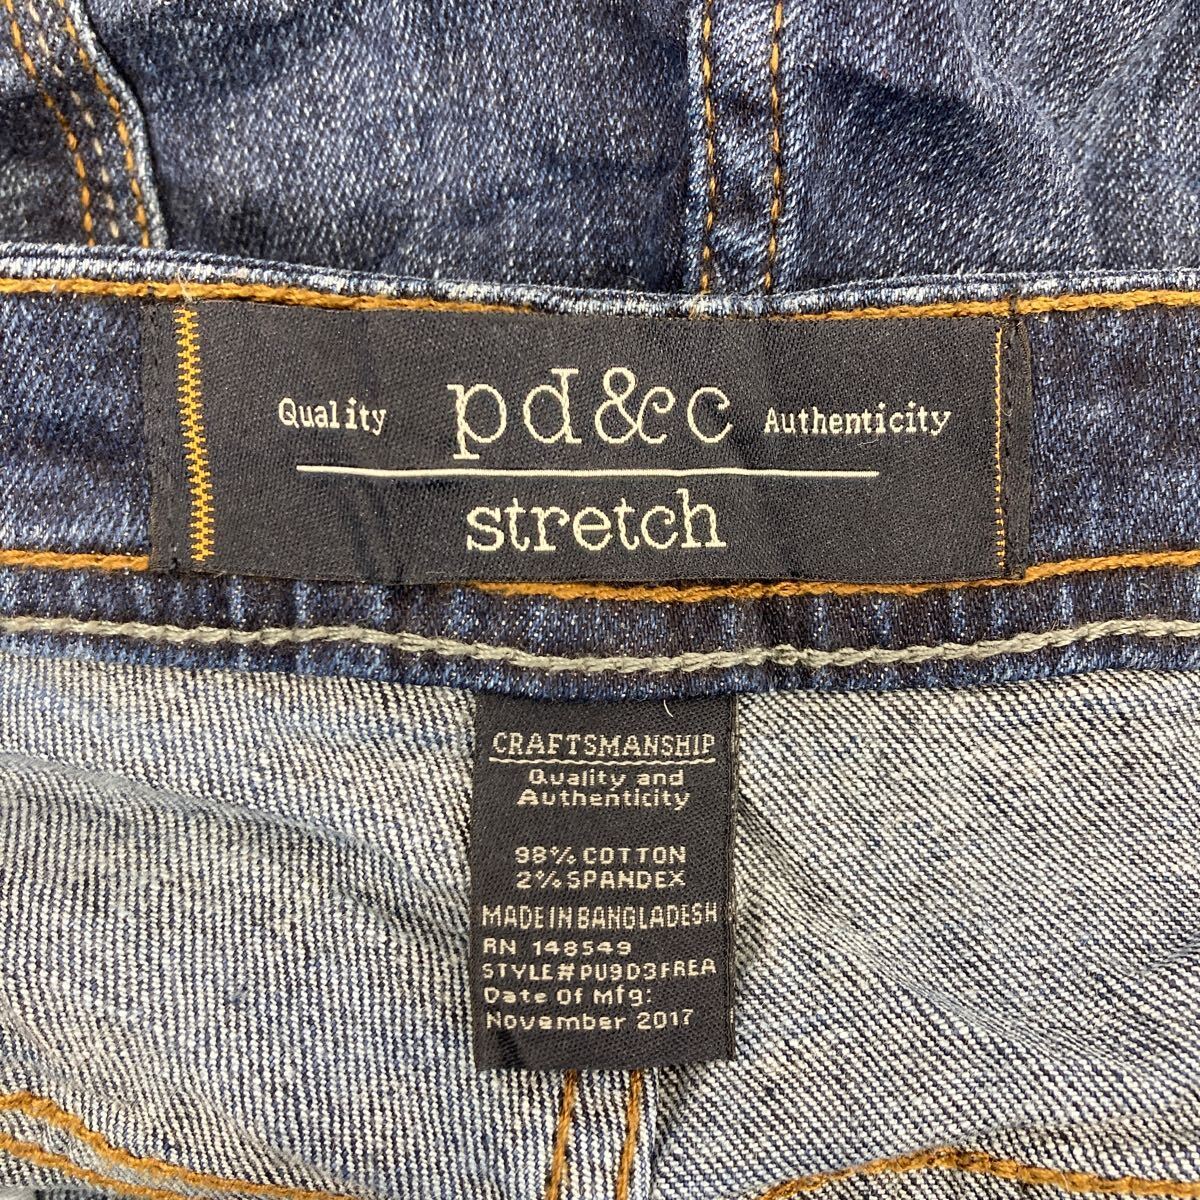 Quality pd&c Authenticity
stretch
CRAFTSMANSHIP
Quality and
Authenticity
98% COTTON
2% SPANDEX
MADE IN BANGLADESH
RN 148549
STYLE# PU9D3FREA
Date Of Mfg:
November 2017